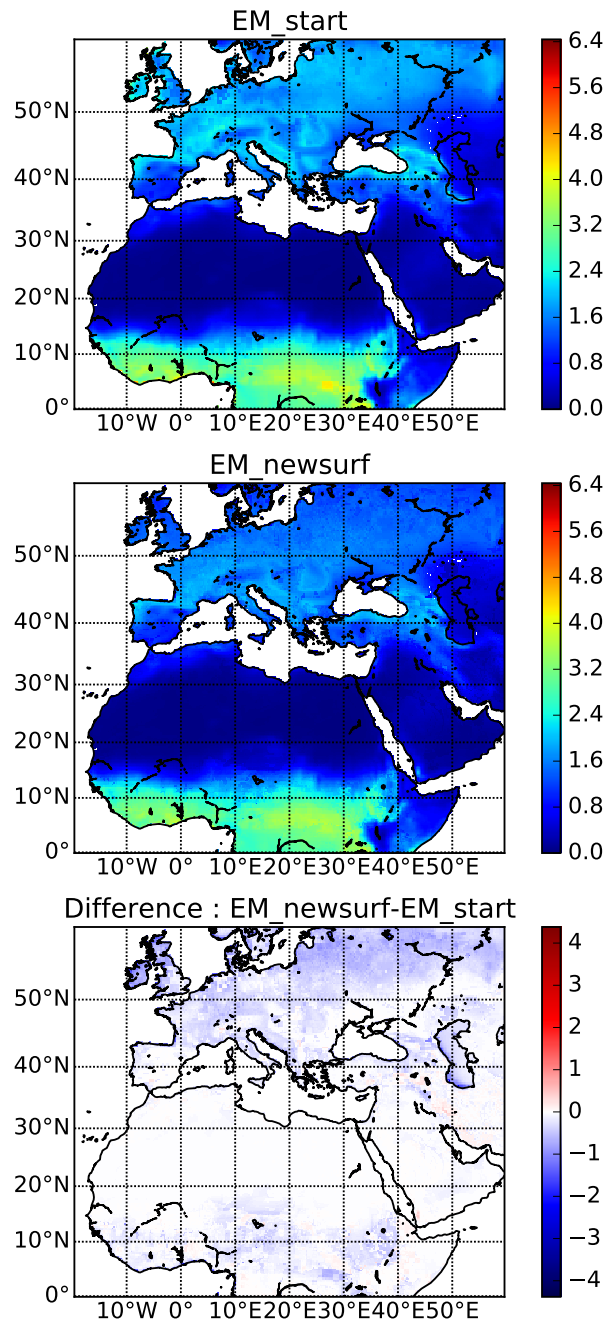 EM_start
50°N
40°N
30°N
20°N
10°N
0°
10°W 0° 10°E20°E30°E40°E50°E
6.4
5.6
4.8
4.0
3.2
2.4
1.6
0.8
0.0
EM_newsurf
50°N
40°N
30°N
20°N
10°N
0°
10°W 0° 10°E20°E30°E40°E50°E
6.4
5.6
4.8
4.0
3.2
2.4
1.6
0.8
0.0
Difference : EM_newsurf-EM_start
50°N
40°N
30°N
20°N
10°N
0°
10°W 0° 10°E20°E30°E40°E50°E
4
3
2
1
0
−1
−2
−3
−4